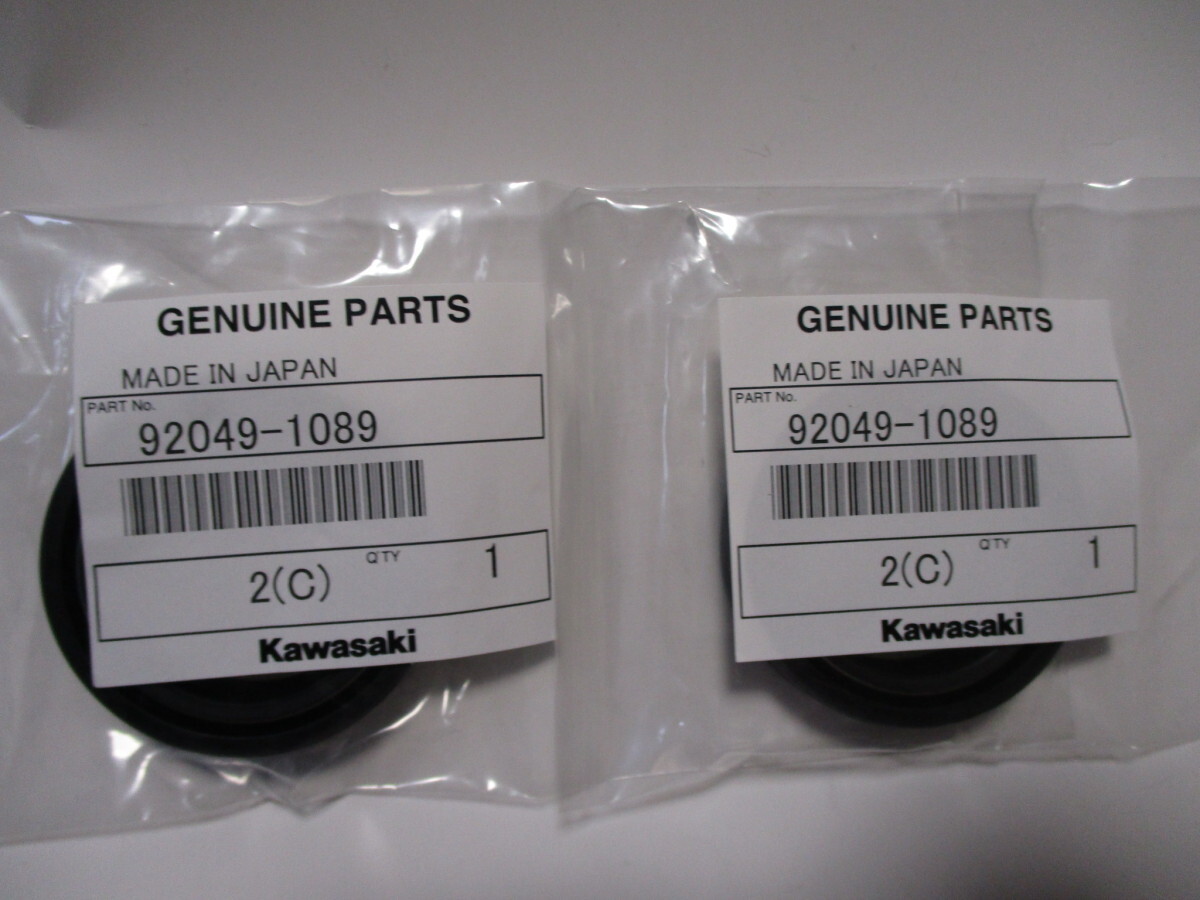 GENUINE PARTS
MADE IN JAPAN
PART No.
92049-1089
Q'TY
2(C) 1
Kawasaki
GENUINE PARTS
MADE IN JAPAN
PART No.
92049-1089
Q'TY
2(C) 1
Kawasaki